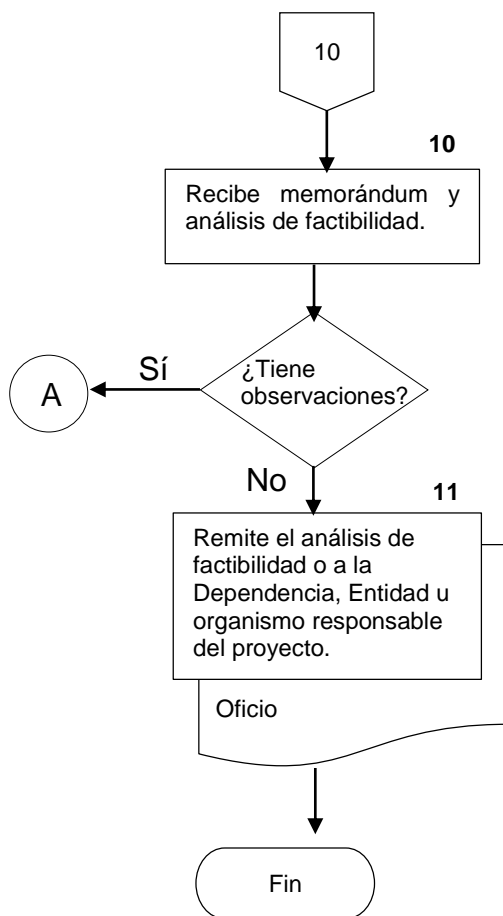 10
10
Recibe memorándum y
análisis de factibilidad.
¿Tiene
observaciones?
Sí
A
No
11
Remite el análisis de
factibilidad o a la
Dependencia, Entidad u
organismo responsable
del proyecto.
Oficio
Fin